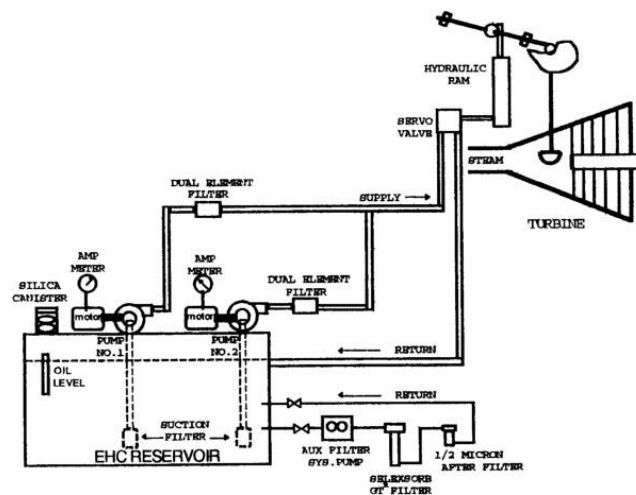 HYDRAULIC
RAM
SERVO
VALVE
STEAM
TURBINE
DUAL ELEMENT
FILTER
SUPPLY
AMP
METER
AMP
METER
SILICA
CANISTER
motor
motor
DUAL ELEMENT
FILTER
PUMP
NO.1
PUMP
NO.2
RETURN
OIL
LEVEL
RETURN
SUCTION
FILTER
EHC RESERVOIR
AUX FILTER
SYS.PUMP
1/2 MICRON
AFTER FILTER
SELEXSORB
GT FILTER